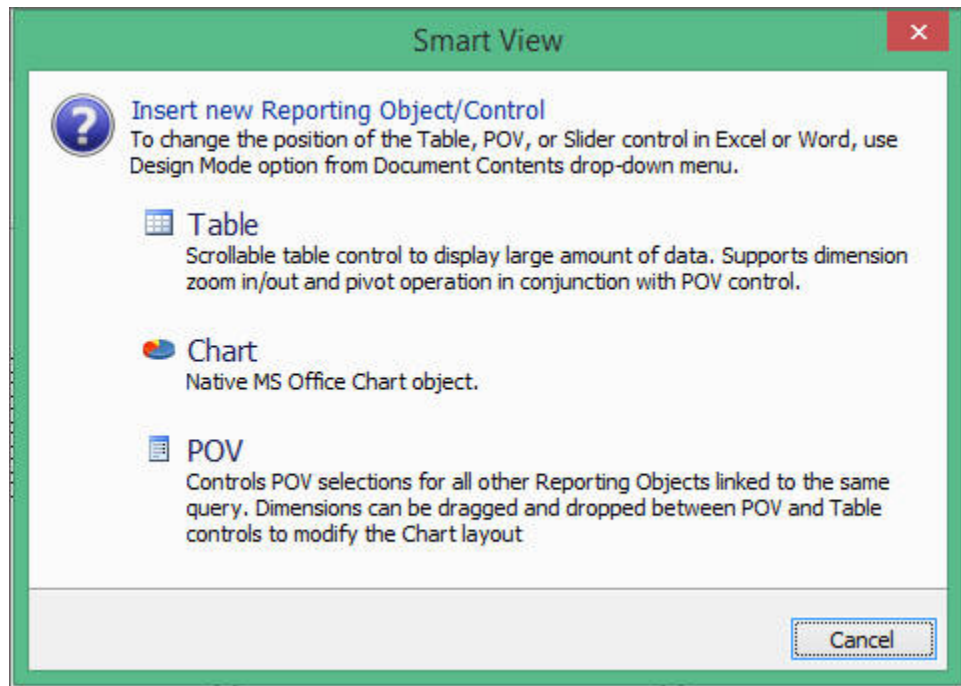 Smart View
Insert new Reporting Object/Control
To change the position of the Table, POV, or Slider control in Excel or Word, use
Design Mode option from Document Contents drop-down menu.
Table
Scrollable table control to display large amount of data. Supports dimension
zoom in/out and pivot operation in conjunction with POV control.
Chart
Native MS Office Chart object.
POV
Controls POV selections for all other Reporting Objects linked to the same
query. Dimensions can be dragged and dropped between POV and Table
controls to modify the Chart layout
Cancel